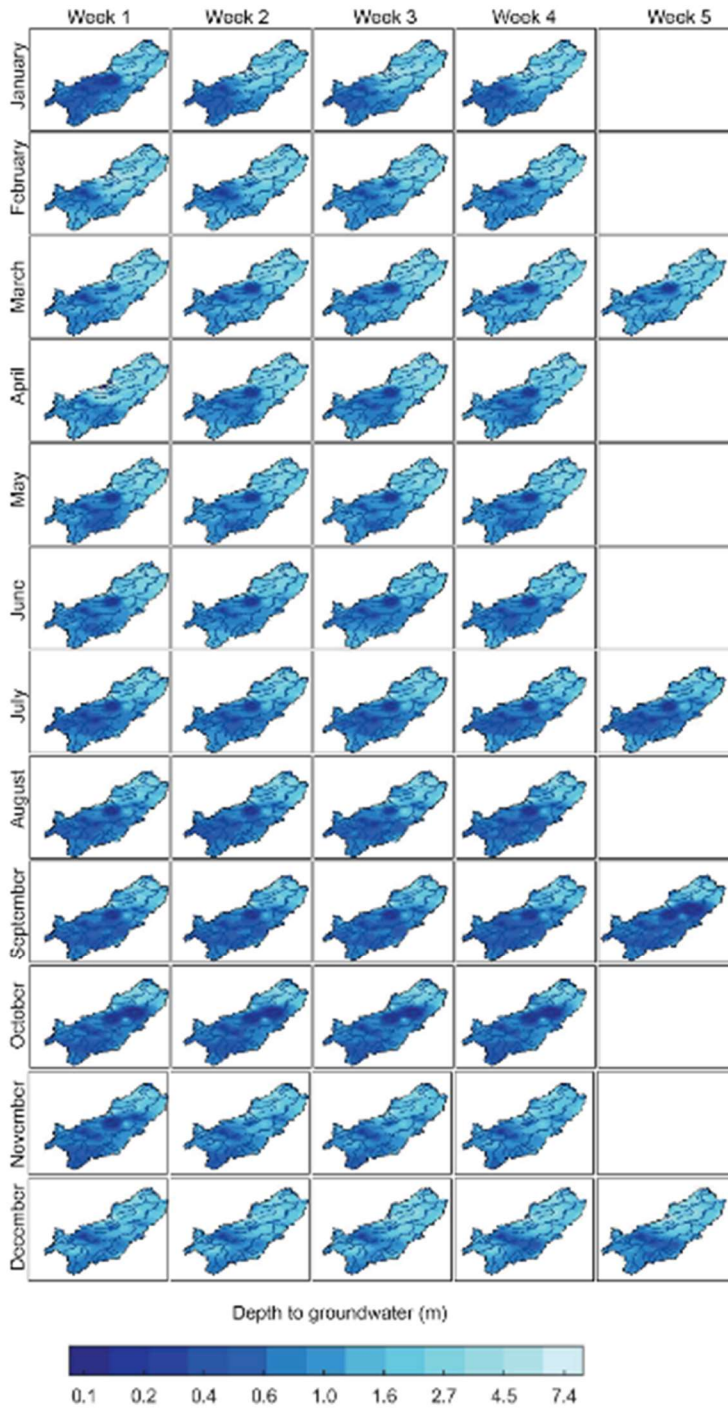 Week 1 Week 2 Week 3 Week 4 Week 5
January
February
March
April
May
June
July
August
September
October
November
December
Depth to groundwater (m)
0.1 0.2 0.4 0.6 1.0 1.6 2.7 4.5 7.4